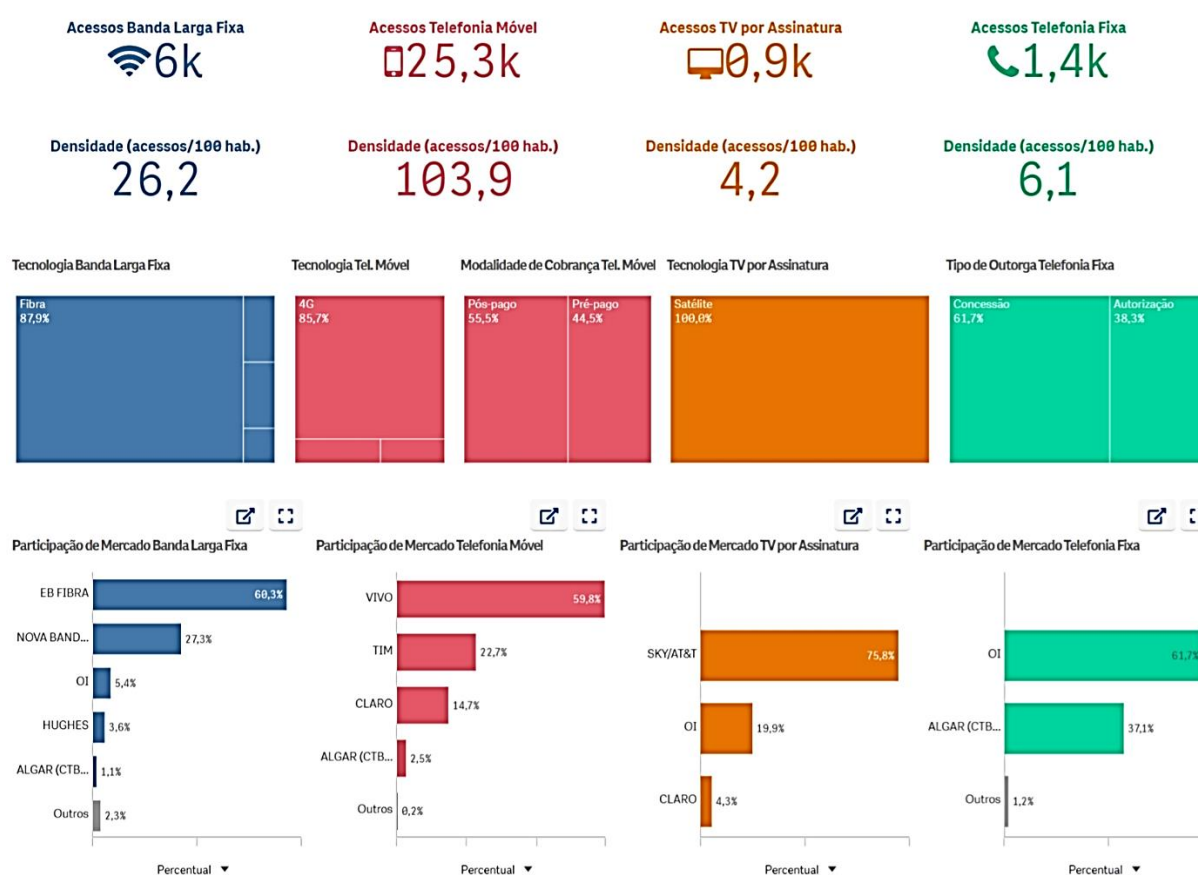 Acessos Banda Larga Fixa
6k
Acessos Telefonia Móvel
25,3k
Acessos TV por Assinatura
0,9k
Acessos Telefonia Fixa
1,4k
Densidade (acessos/100 hab.)
26,2
Densidade (acessos/100 hab.)
103,9
Densidade (acessos/100 hab.)
4,2
Densidade (acessos/100 hab.)
6,1
Tecnologia Banda Larga Fixa
Fibra
87,9%
Tecnologia Tel. Móvel
4G
85,7%
Modalidade de Cobrança Tel. Móvel
Pós-pago
55,5%
Pré-pago
44,5%
Tecnologia TV por Assinatura
Satélite
100,0%
Tipo de Outorga Telefonia Fixa
Concessão
61,7%
Autorização
38,3%
Participação de Mercado Banda Larga Fixa
EB FIBRA 60,3%
NOVA BAND... 27,3%
OI 5,4%
HUGHES 3,6%
ALGAR (CTB... 1,1%
Outros 2,3%
Percentual
Participação de Mercado Telefonia Móvel
VIVO 59,8%
TIM 22,7%
CLARO 14,7%
ALGAR (CTB... 2,5%
Outros 0,2%
Percentual
Participação de Mercado TV por Assinatura
SKY/AT&T 75,8%
OI 19,9%
CLARO 4,3%
Percentual
Participação de Mercado Telefonia Fixa
OI 61,7%
ALGAR (CTB... 37,1%
Outros 1,2%
Percentual